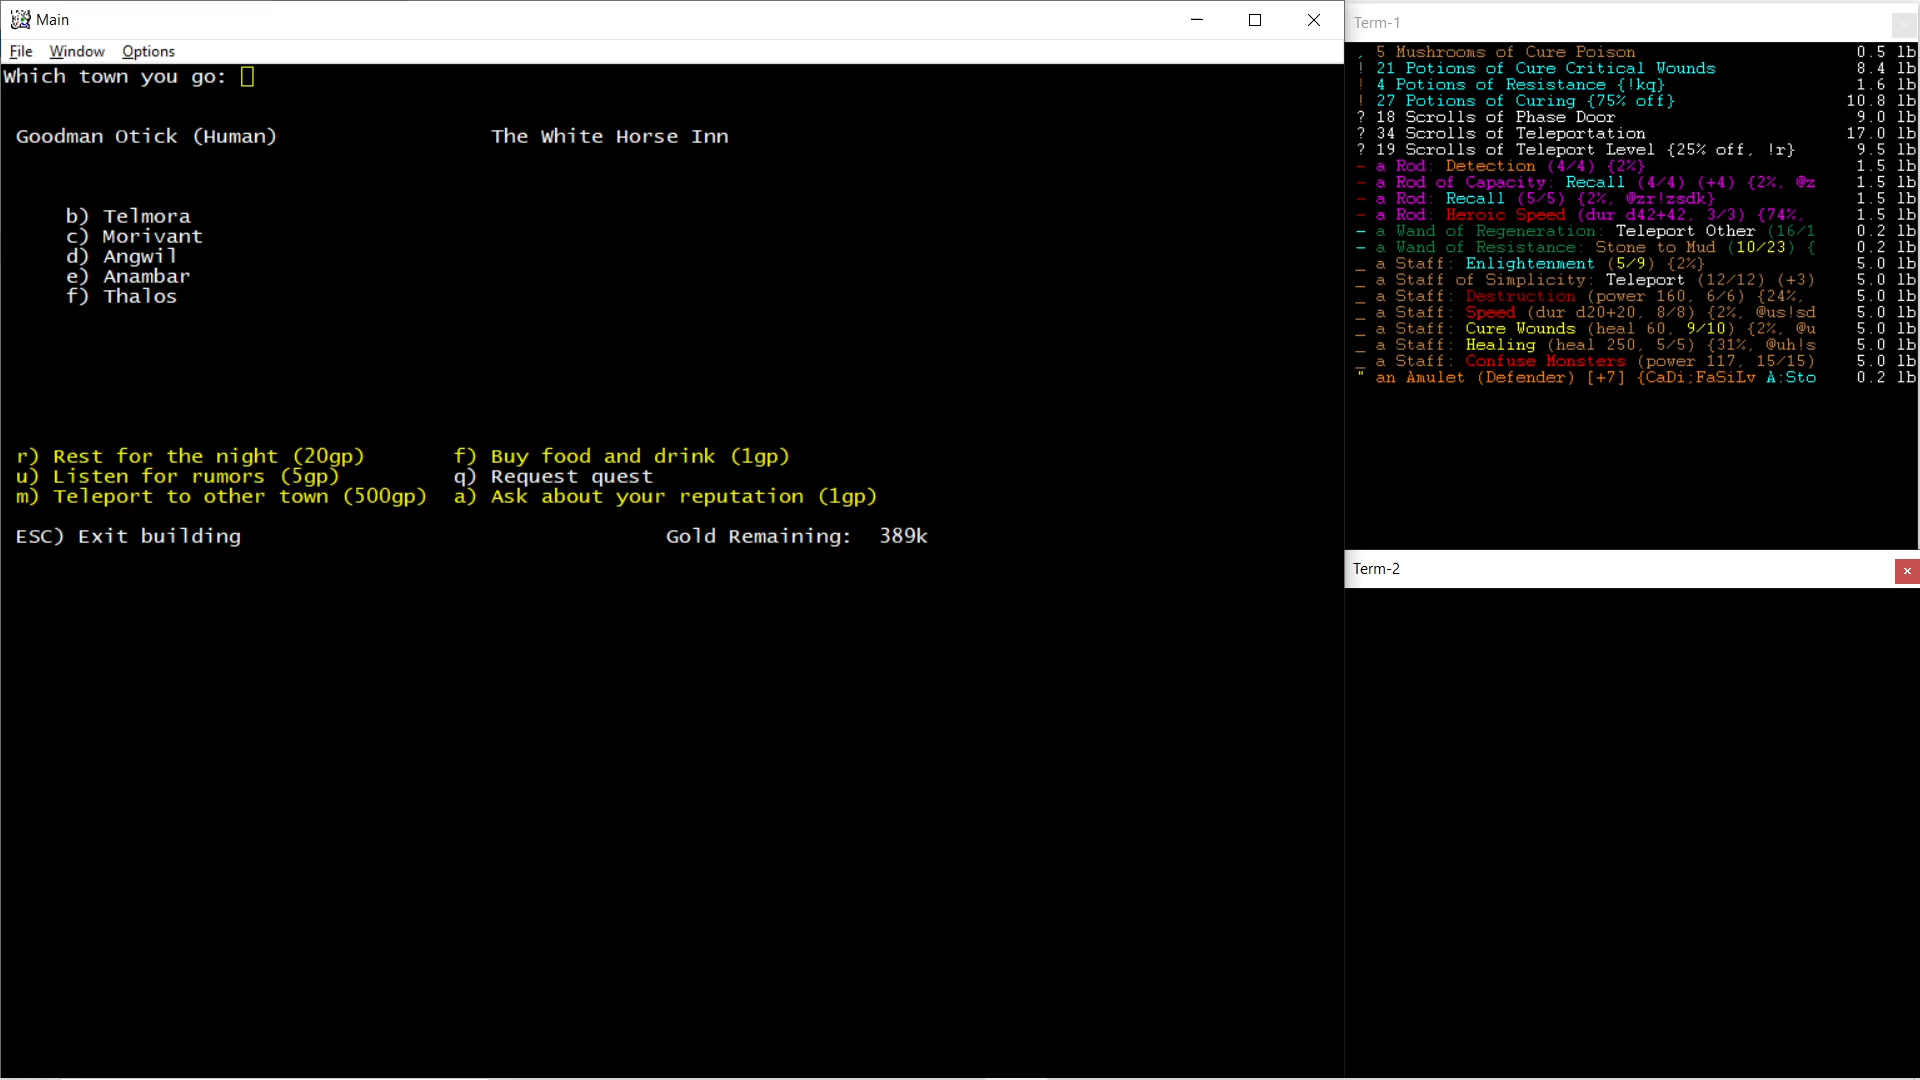 Main
File Window Options
Which town you go:
Goodman Otick (Human) The White Horse Inn
b) Telmora
c) Morivant
d) Angwil
e) Anambar
f) Thalos
r) Rest for the night (20gp) f) Buy food and drink (1gp)
u) Listen for rumors (5gp) q) Request quest
m) Teleport to other town (500gp) a) Ask about your reputation (1gp)
ESC) Exit building Gold Remaining: 389k
Term-1
, 5 Mushrooms of Cure Poison 0.5 lb
! 21 Potions of Cure Critical Wounds 8.4 lb
! 4 Potions of Resistance {!kq} 1.6 lb
! 27 Potions of Curing {75% off} 10.8 lb
? 18 Scrolls of Phase Door 9.0 lb
? 34 Scrolls of Teleportation 17.0 lb
? 19 Scrolls of Teleport Level {25% off, !r} 9.5 lb
- a Rod: Detection (4/4) {2%} 1.5 lb
- a Rod of Capacity: Recall (4/4) (+4) {2%, @z 1.5 lb
- a Rod: Recall (5/5) {2%, @zr!zsdk} 1.5 lb
- a Rod: Heroic Speed (dur d42+42, 3/3) {74%, 1.5 lb
- a Wand of Regeneration: Teleport Other (16/1 0.2 lb
- a Wand of Resistance: Stone to Mud (10/23) { 0.2 lb
_ a Staff: Enlightenment (5/9) {2%} 5.0 lb
_ a Staff of Simplicity: Teleport (12/12) (+3) 5.0 lb
_ a Staff: Destruction (power 160, 6/6) {24%, 5.0 lb
_ a Staff: Speed (dur d20+20, 8/8) {2%, @us!sd 5.0 lb
_ a Staff: Cure Wounds (heal 60, 9/10) {2%, @u 5.0 lb
_ a Staff: Healing (heal 250, 5/5) {31%, @uh!s 5.0 lb
_ a Staff: Confuse Monsters (power 117, 15/15) 5.0 lb
" an Amulet (Defender) [+7] {CaDi;FaSiLv A:Sto 0.2 lb
Term-2